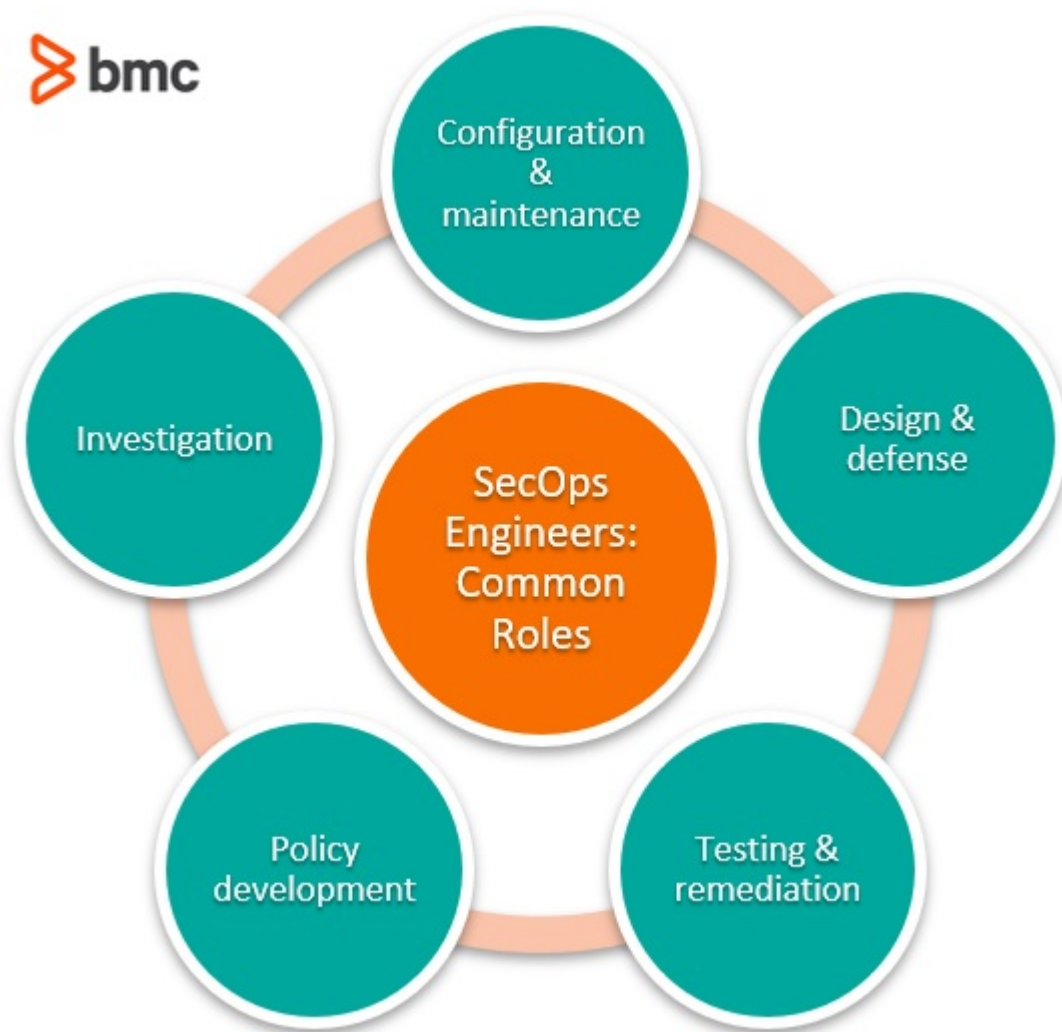 bmc
Configuration
&
maintenance
Design &
defense
Testing &
remediation
Policy
development
Investigation
SecOps
Engineers:
Common
Roles